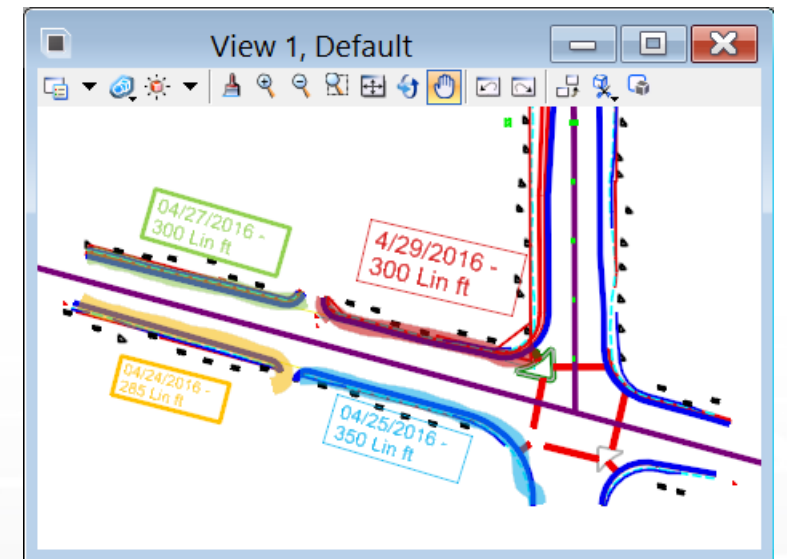 View 1, Default
04/27/2016 -
300 Lin ft
4/29/2016 -
300 Lin ft
04/24/2016 -
285 Lin ft
04/25/2016 -
350 Lin ft